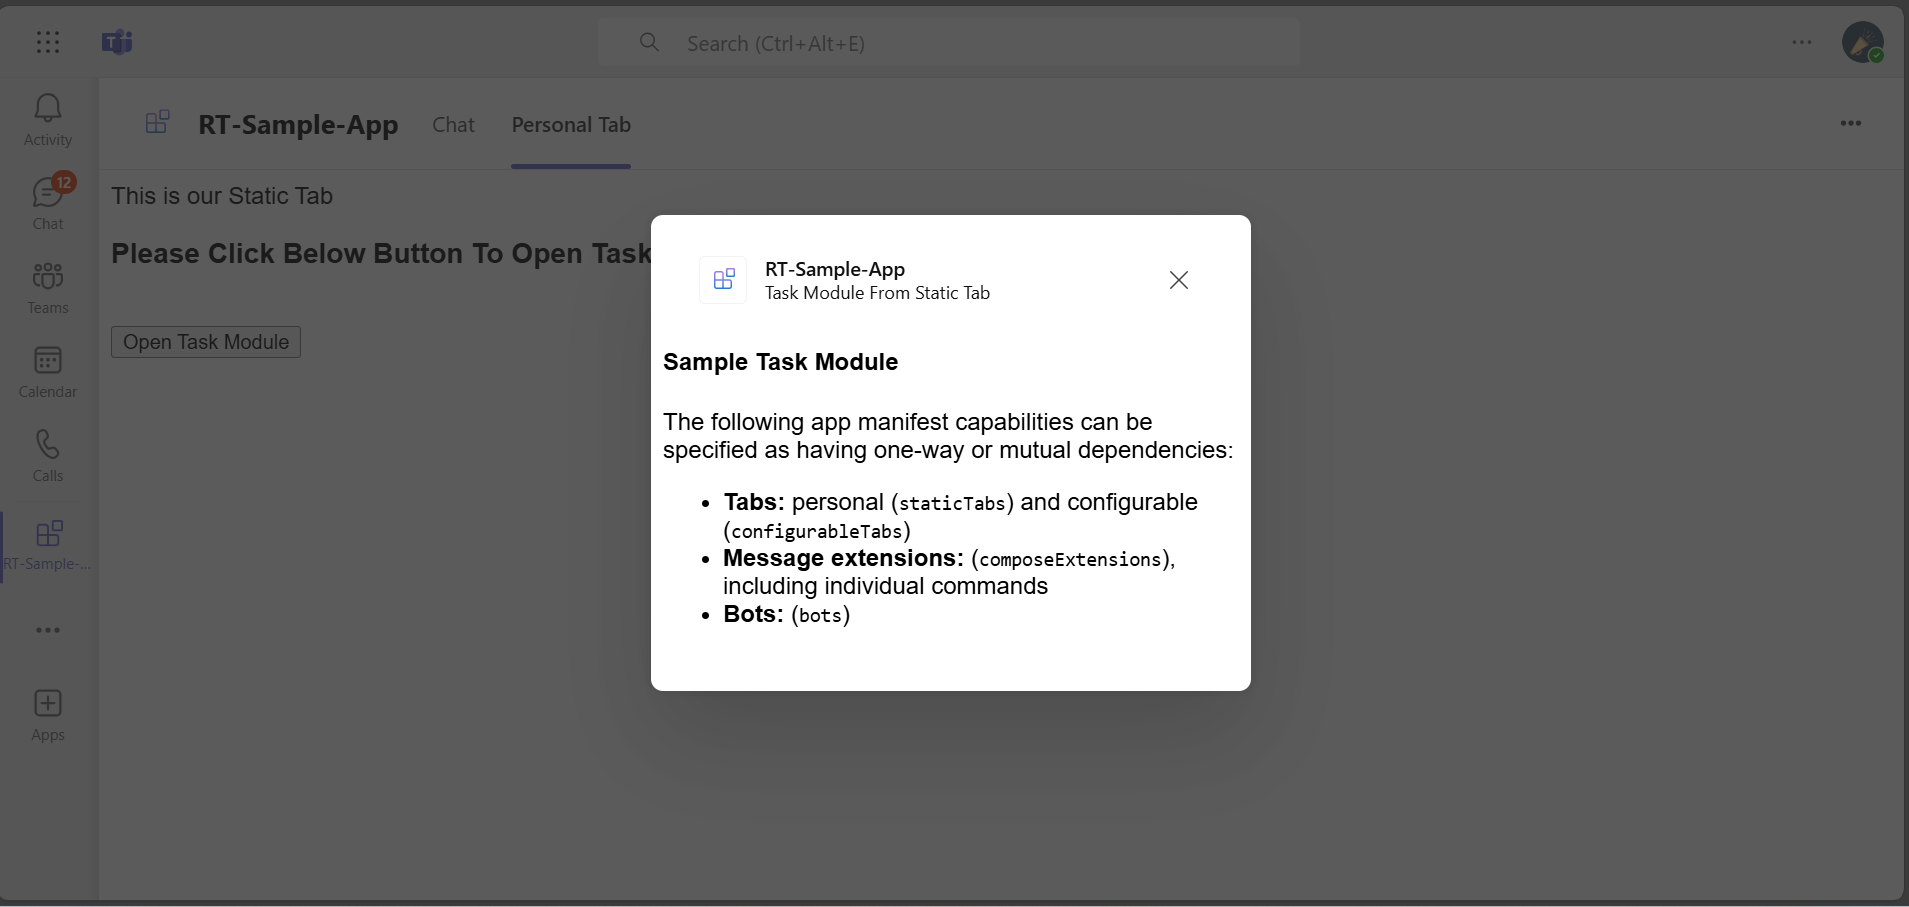 Search (Ctrl+Alt+E)
RT-Sample-App
Chat
Personal Tab
Activity
12
Chat
Teams
Calendar
Calls
RT-Sample-...
Apps
This is our Static Tab
Please Click Below Button To Open Task
Open Task Module
RT-Sample-App
Task Module From Static Tab
Sample Task Module
The following app manifest capabilities can be
specified as having one-way or mutual dependencies:
• Tabs: personal (staticTabs) and configurable
(configurableTabs)
• Message extensions: (composeExtensions),
including individual commands
• Bots: (bots)